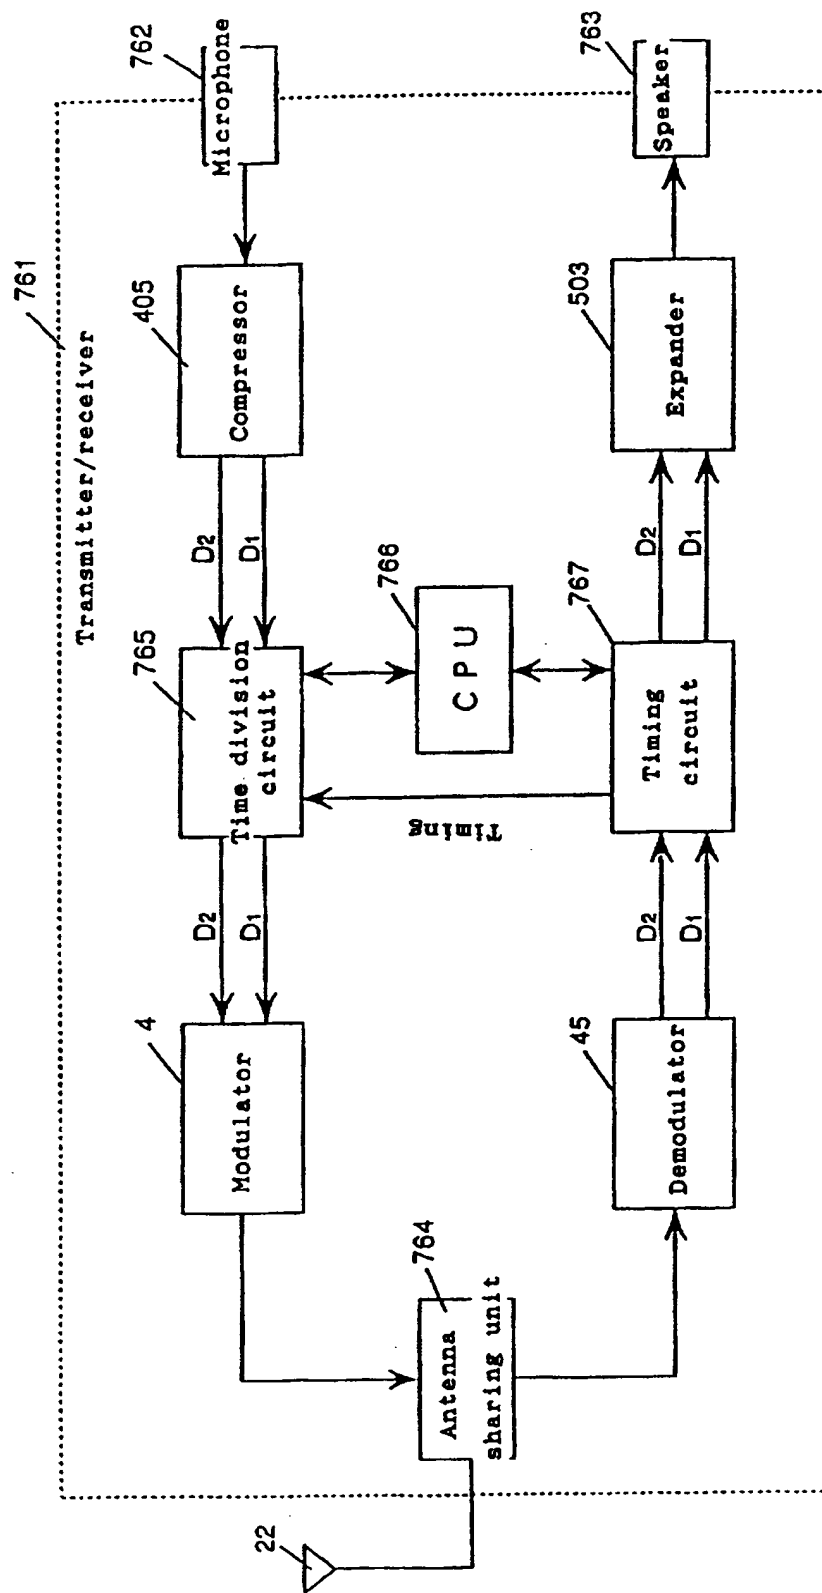 761
Transmitter/receiver
22
4
Modulator
D2
D1
765
Time division
circuit
D2
D1
405
Compressor
762
Microphone
764
Antenna
sharing unit
Timing
766
CPU
45
Demodulator
D2
D1
767
Timing
circuit
D2
D1
503
Expander
763
Speaker